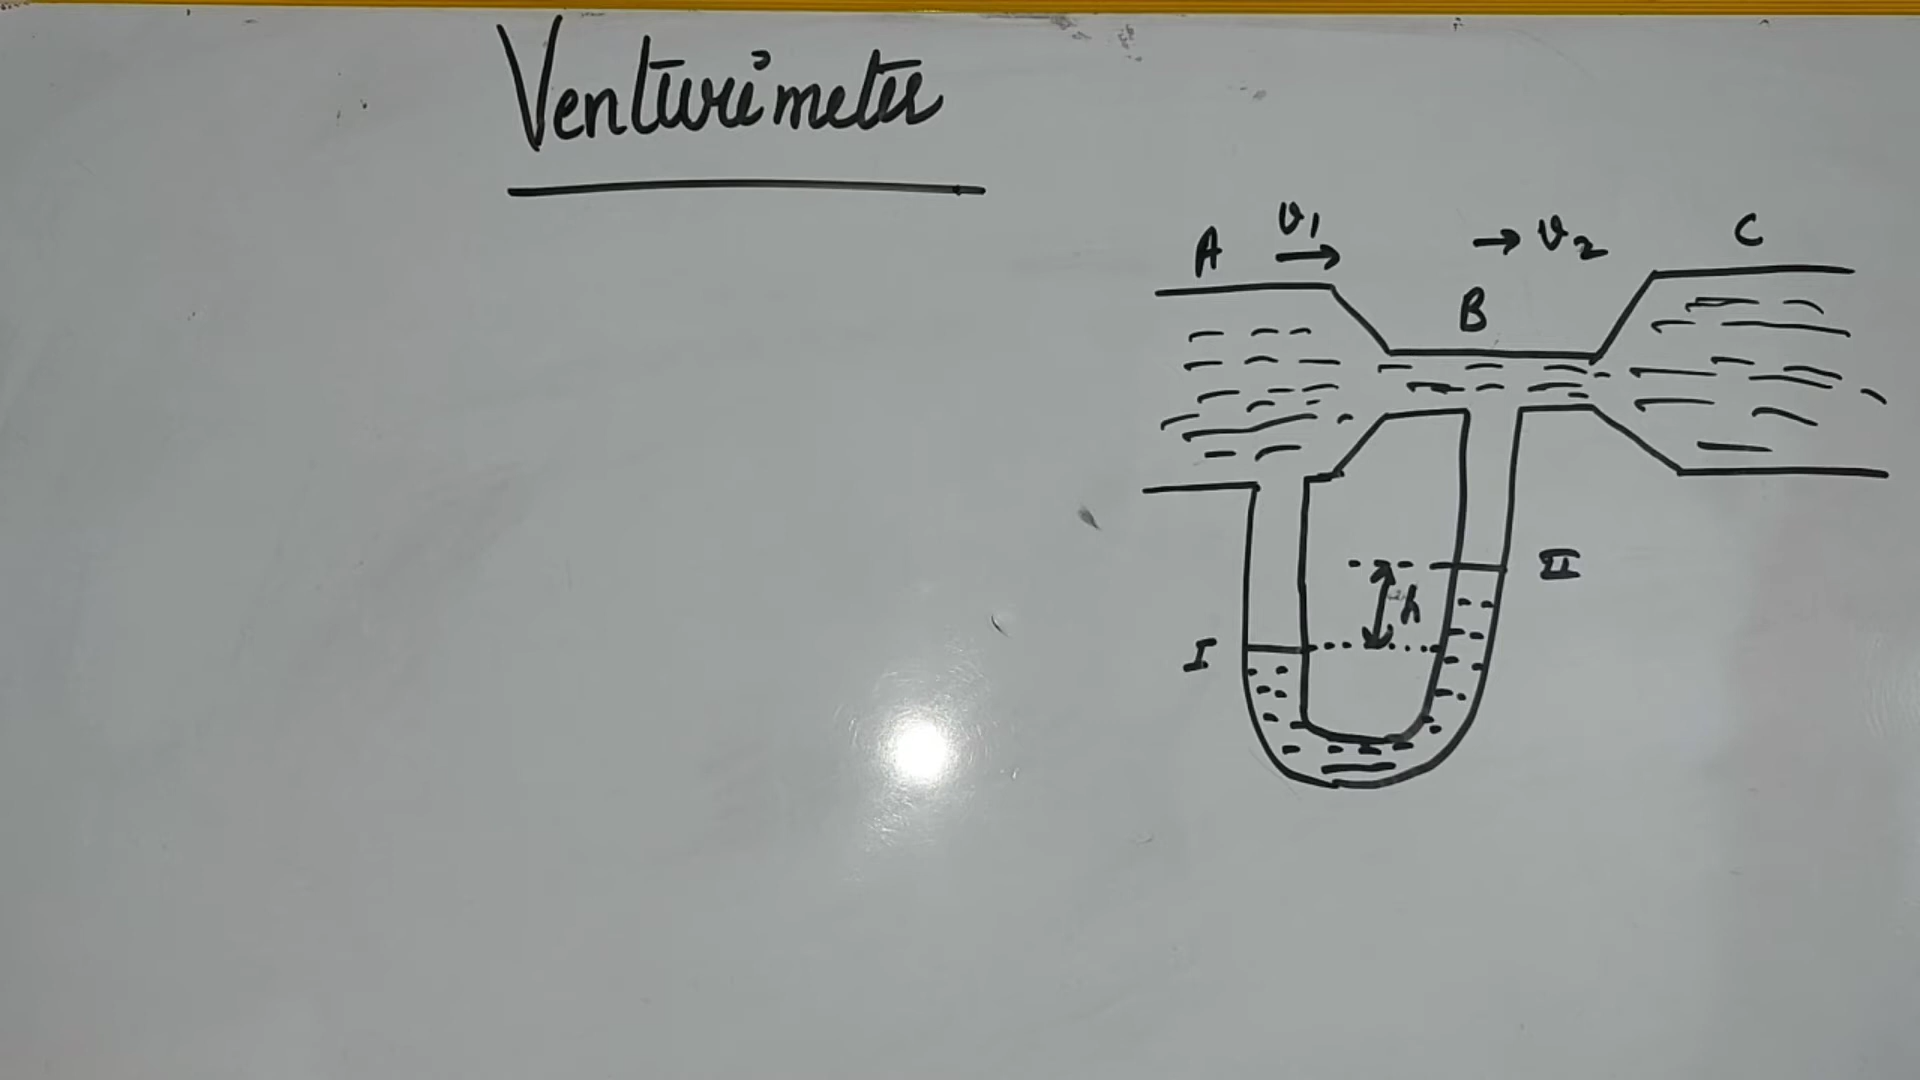 Venturimeter
A
v₁
→ v₂
C
B
II
h
I